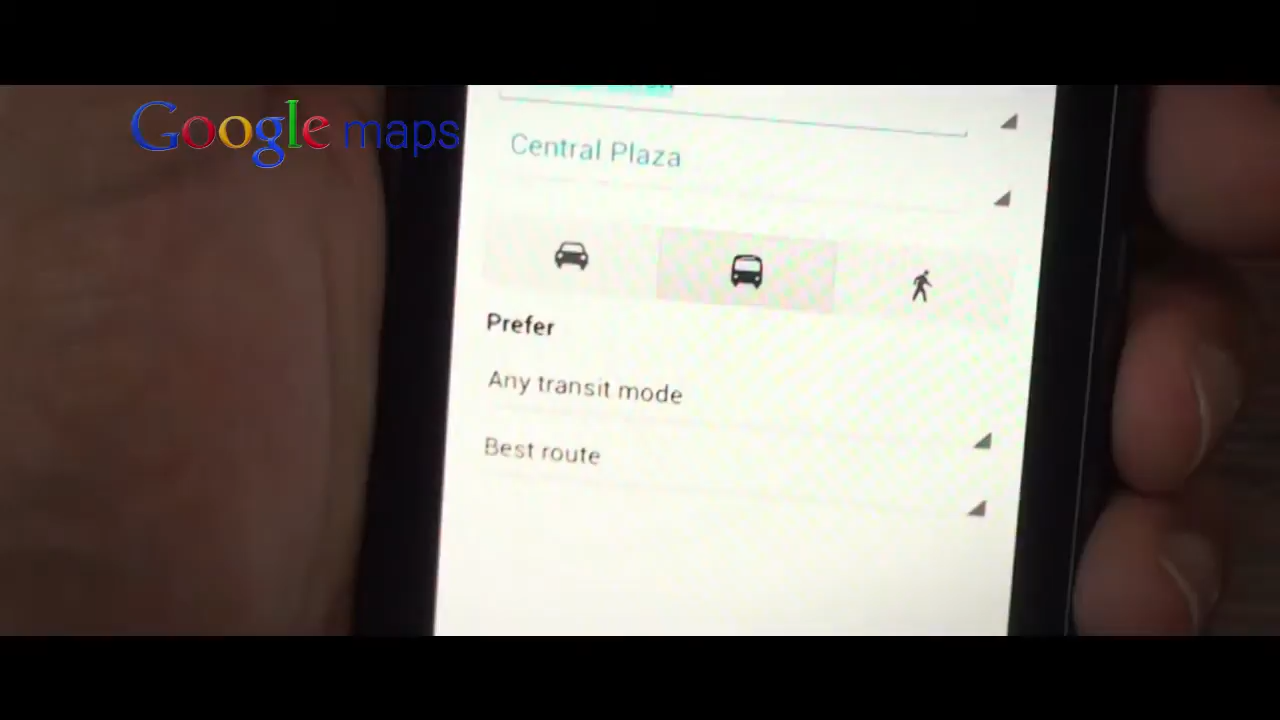 Google maps
Central Plaza
Prefer
Any transit mode
Best route